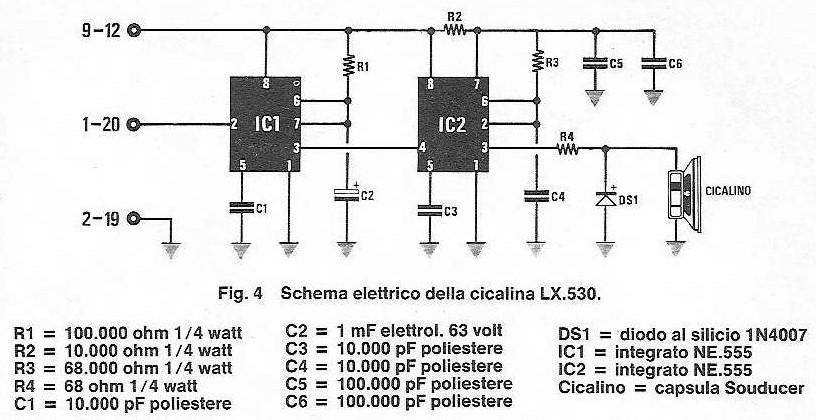 9-12
R2
8
R1
6
7
2
IC1
3
5
1
C1
C2
+
8
7
R3
6
2
IC2
4
3
5
1
C3
C4
R4
C5
C6
+
DS1
CICALINO
1-20
2-19
Fig. 4 Schema elettrico della cicalina LX.530.
R1 = 100.000 ohm 1/4 watt
R2 = 10.000 ohm 1/4 watt
R3 = 68.000 ohm 1/4 watt
R4 = 68 ohm 1/4 watt
C1 = 10.000 pF poliestere
C2 = 1 mF elettrol. 63 volt
C3 = 10.000 pF poliestere
C4 = 10.000 pF poliestere
C5 = 100.000 pF poliestere
C6 = 100.000 pF poliestere
DS1 = diodo al silicio 1N4007
IC1 = integrato NE.555
IC2 = integrato NE.555
Cicalino = capsula Souducer